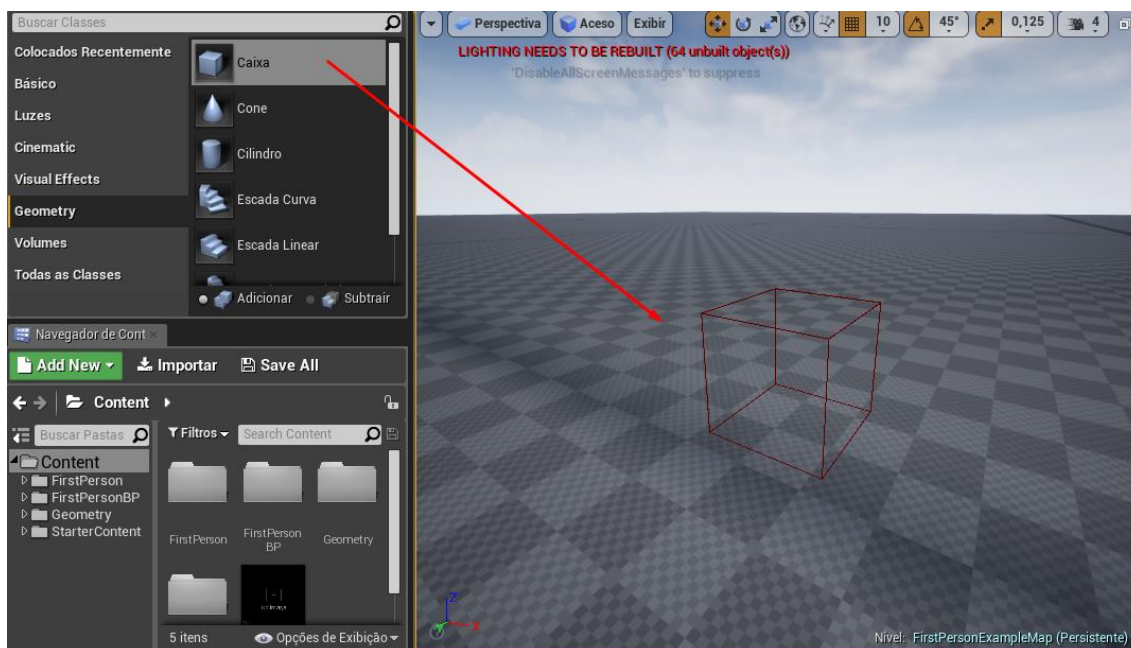 Buscar Classes
Colocados Recentemente
Básico
Luzes
Cinematic
Visual Effects
Geometry
Volumes
Todas as Classes
Caixa
Cone
Cilindro
Escada Curva
Escada Linear
Adicionar
Subtrair
Perspectiva
Aceso
Exibir
10
45°
0,125
4
LIGHTING NEEDS TO BE REBUILT (64 unbuilt object(s))
'DisableAllScreenMessages' to suppress
Navegador de Cont
Add New
Importar
Save All
Content
Buscar Pastas
Filtros
Search Content
Content
FirstPerson
FirstPersonBP
Geometry
StarterContent
FirstPerson
FirstPerson
BP
Geometry
5 itens
Opções de Exibição
Z
X
Nível: FirstPersonExampleMap (Persistente)